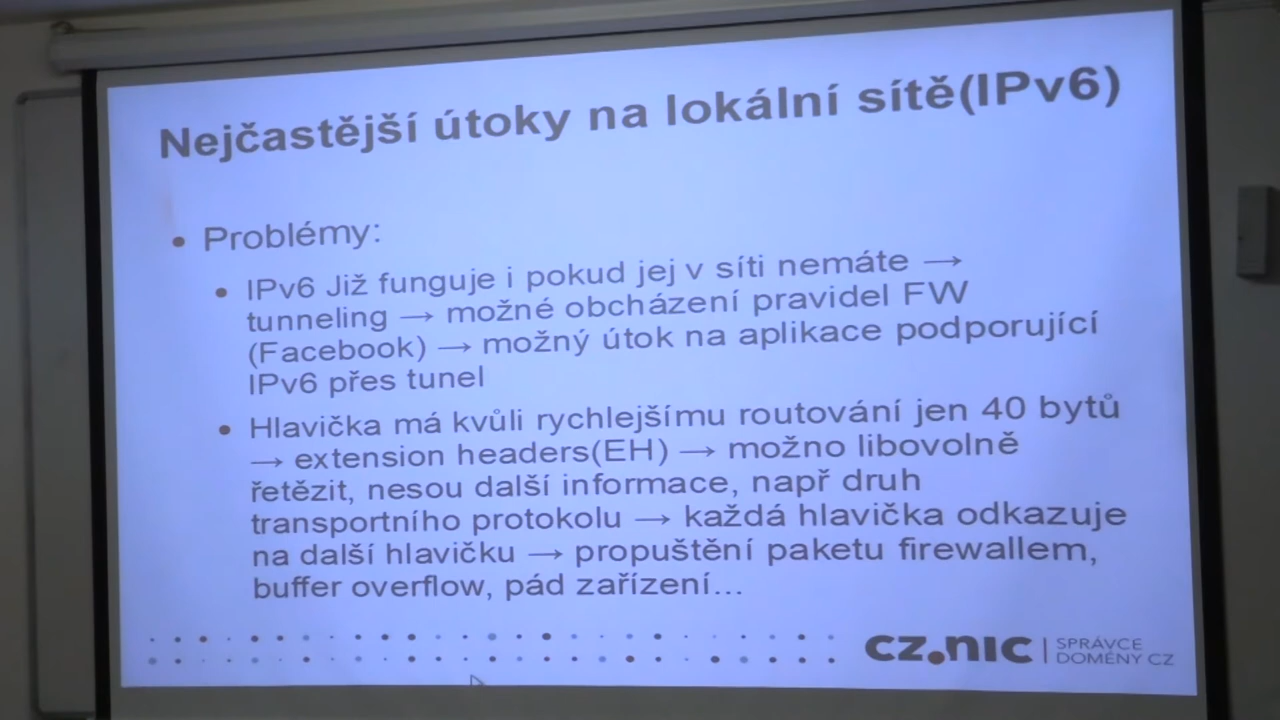 Nejčastější útoky na lokální sítě(IPv6)
• Problémy:
• IPv6 Již funguje i pokud jej v síti nemáte →
tunneling → možné obcházení pravidel FW
(Facebook) → možný útok na aplikace podporující
IPv6 přes tunel
• Hlavička má kvůli rychlejšímu routování jen 40 bytů
→ extension headers(EH) → možno libovolně
řetězit, nesou další informace, např druh
transportního protokolu → každá hlavička odkazuje
na další hlavičku → propuštění paketu firewallem,
buffer overflow, pád zařízení...
CZ.NIC | SPRÁVCE
DOMÉNY CZ